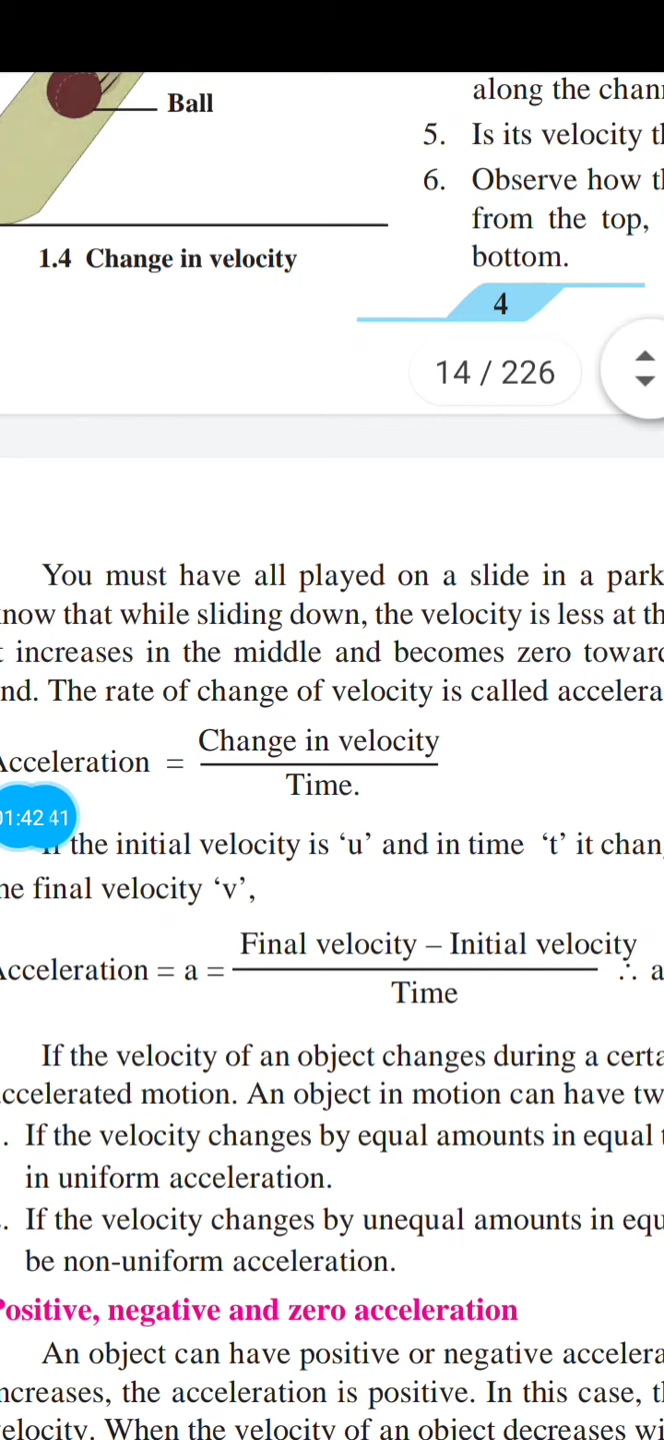 Ball
along the chan
5. Is its velocity t
6. Observe how t
from the top,
bottom.
1.4 Change in velocity
4
14 / 226
You must have all played on a slide in a park
now that while sliding down, the velocity is less at th
increases in the middle and becomes zero towar
nd. The rate of change of velocity is called accelera
Acceleration = Change in velocity
Time.
01:42 41
the initial velocity is ‘u’ and in time ‘t’ it chan
he final velocity ‘v’,
Acceleration = a = Final velocity – Initial velocity ∴ a
Time
If the velocity of an object changes during a certa
ccelerated motion. An object in motion can have tw
. If the velocity changes by equal amounts in equal
in uniform acceleration.
. If the velocity changes by unequal amounts in equ
be non-uniform acceleration.
Positive, negative and zero acceleration
An object can have positive or negative accelera
ncreases, the acceleration is positive. In this case, t
velocity. When the velocity of an object decreases wi